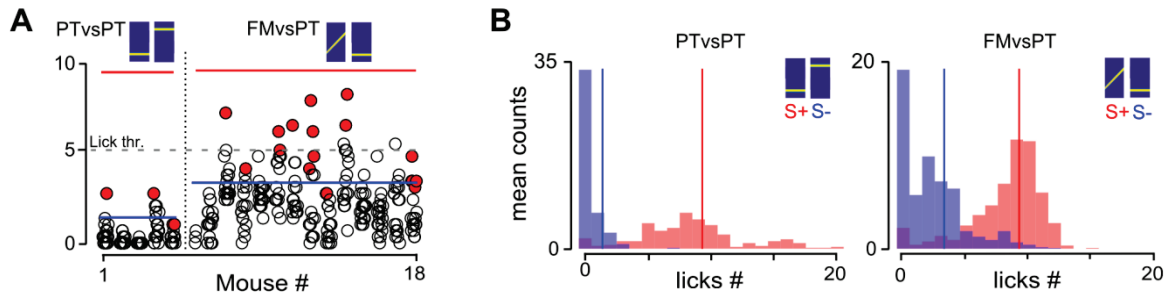 A
PTvsPT
FMvsPT
10
Lick thr.
5
0
1
18
Mouse #
B
PTvsPT
FMvsPT
35
20
S+ S-
S+ S-
mean counts
0
0
0
20
0
20
licks #
licks #